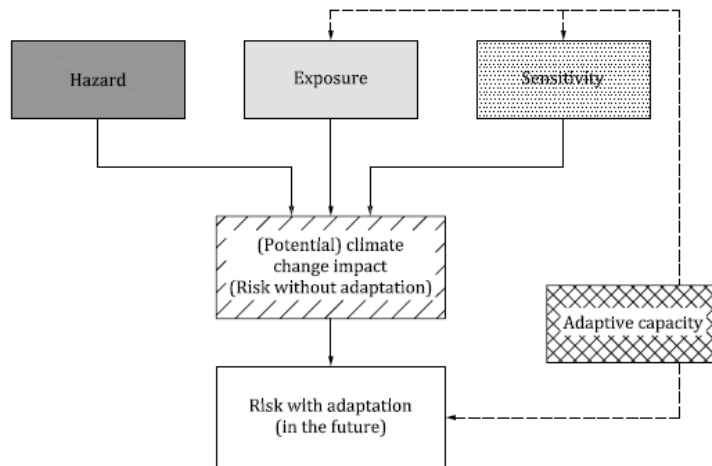 Hazard
Exposure
Sensitivity
(Potential) climate
change impact
(Risk without adaptation)
Adaptive capacity
Risk with adaptation
(in the future)